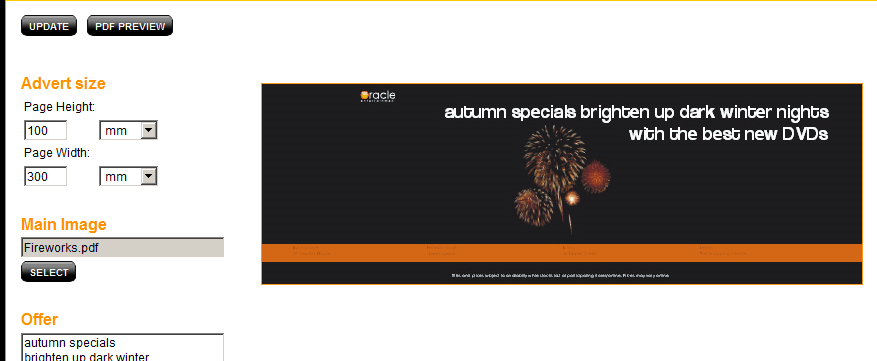 UPDATE PDF PREVIEW
Advert size
Page Height:
100 mm
Page Width:
300 mm
Main Image
Fireworks.pdf
SELECT
Offer
autumn specials
brighten up dark winter
oracle
entertainment
autumn specials brighten up dark winter nights
with the best new DVDs